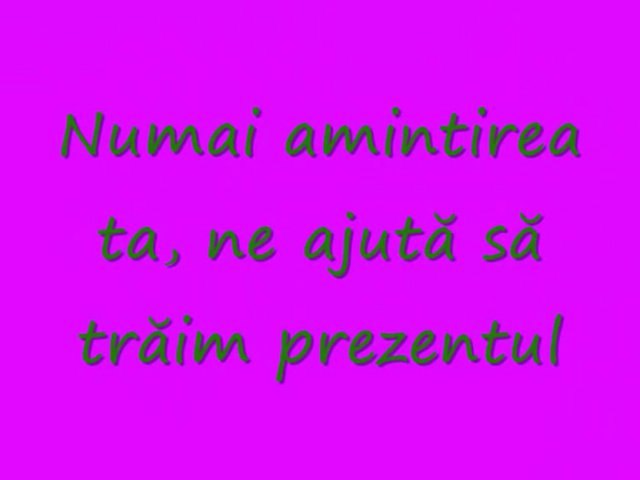 Numai amintirea
ta, ne ajută să
trăim prezentul